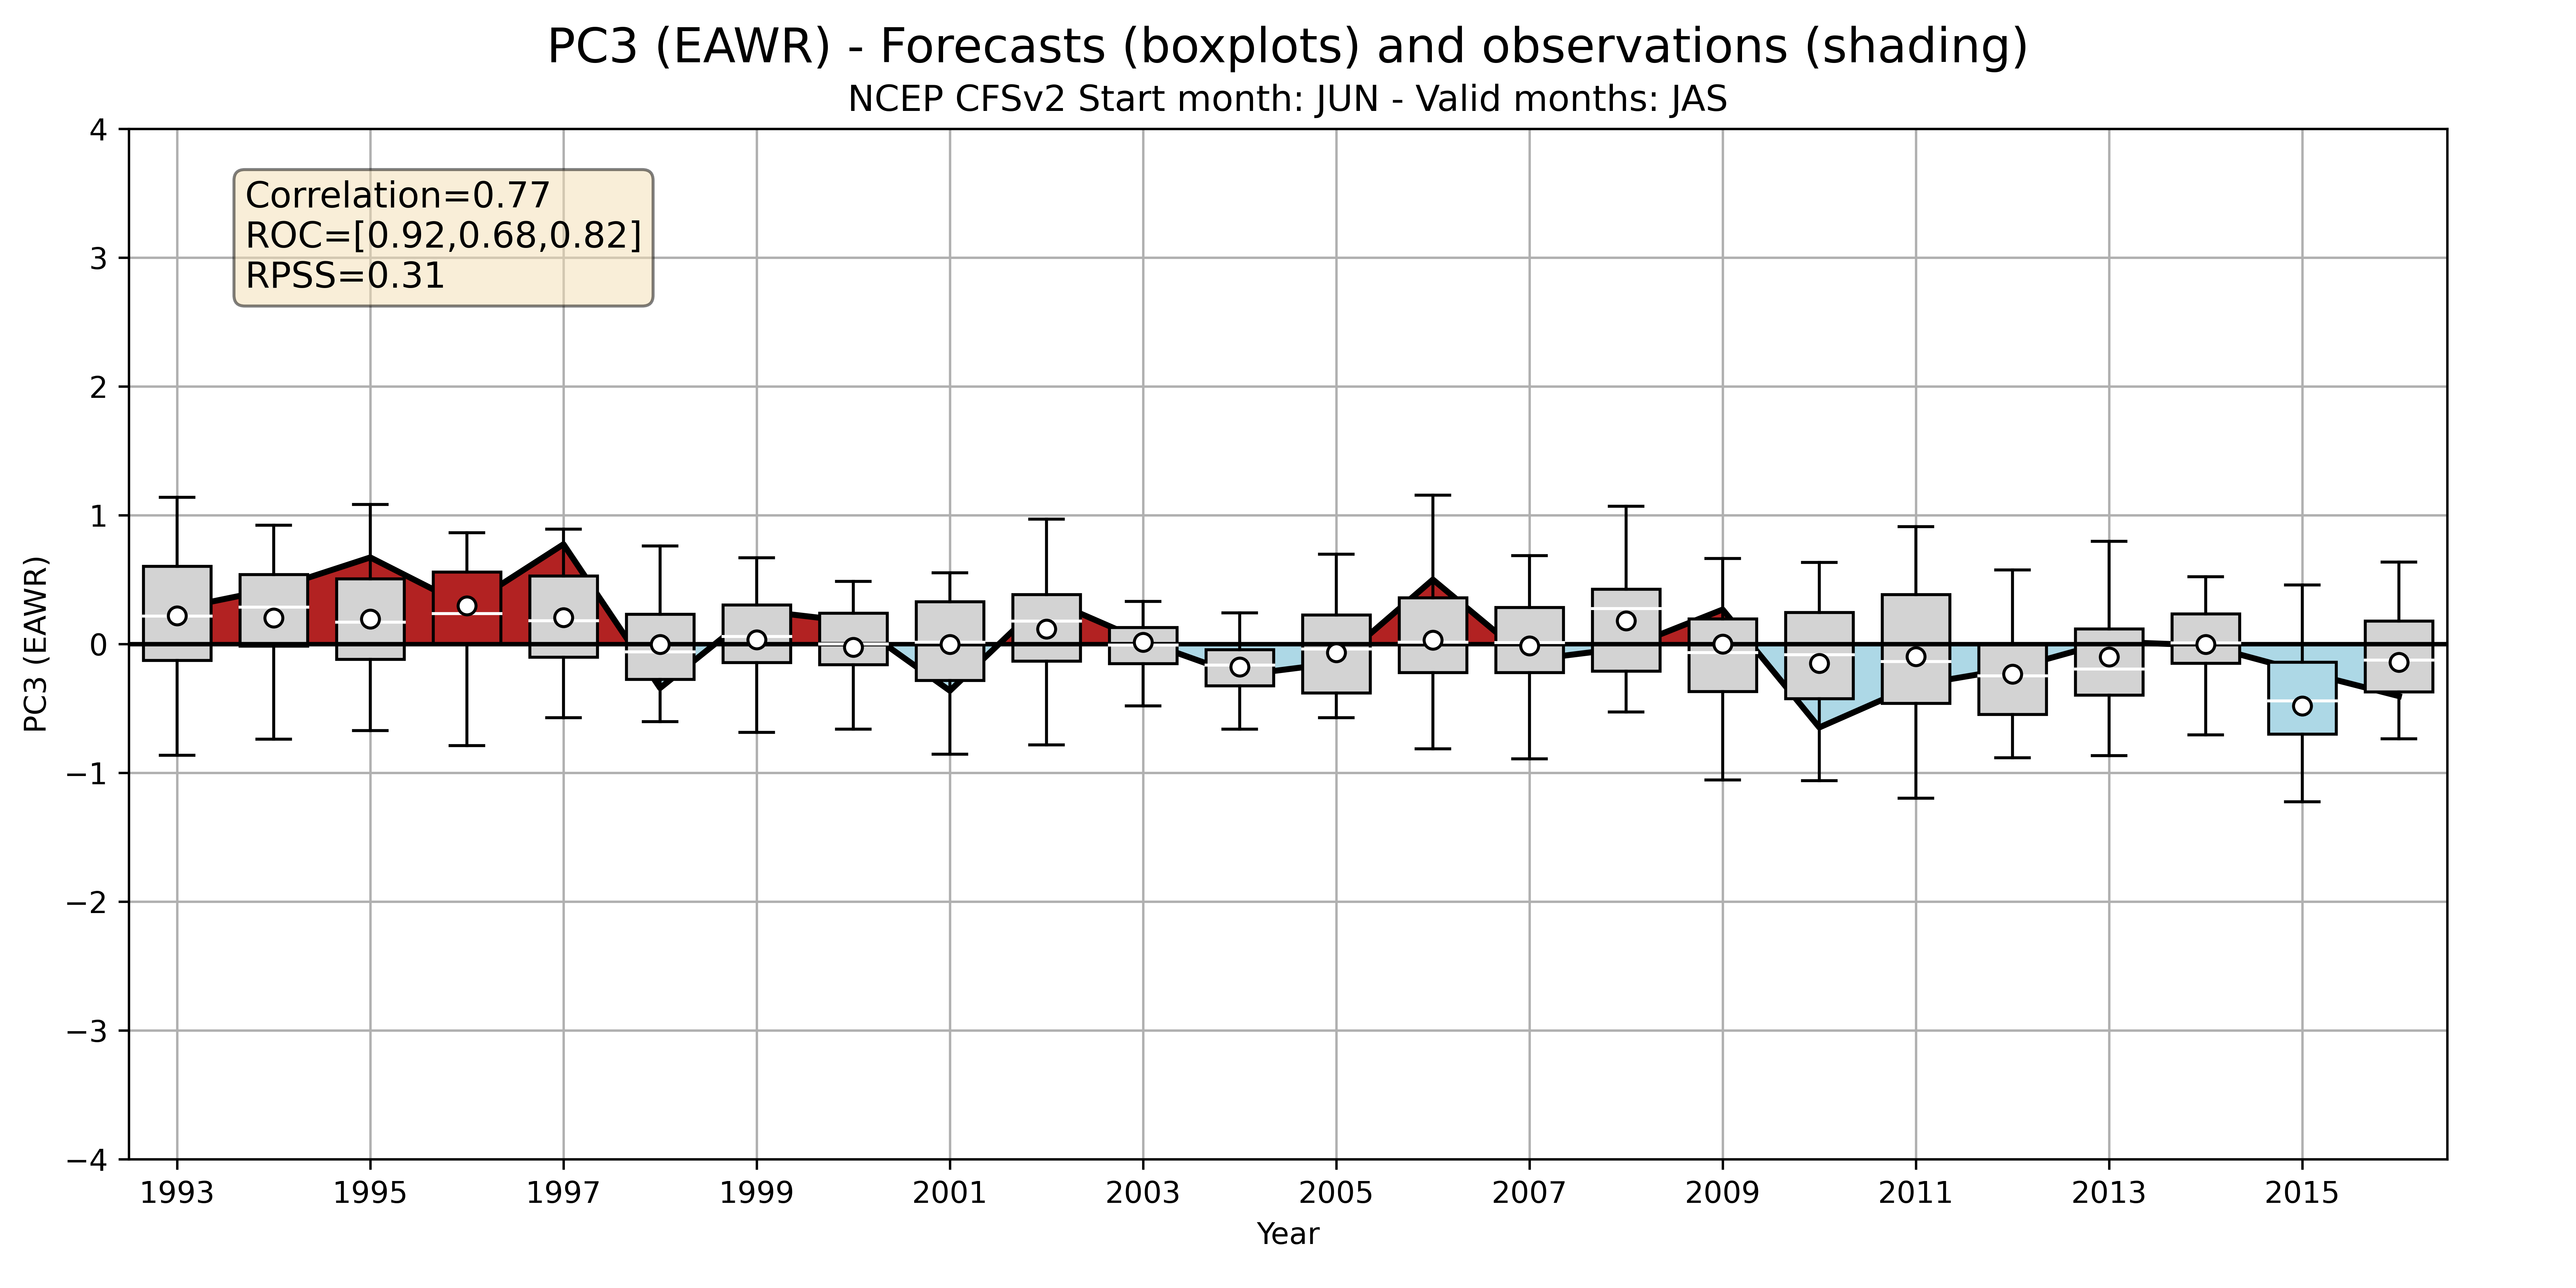 PC3 (EAWR) - Forecasts (boxplots) and observations (shading)
NCEP CFSv2 Start month: JUN - Valid months: JAS
Correlation=0.77
ROC=[0.92,0.68,0.82]
RPSS=0.31
PC3 (EAWR)
4
3
2
1
0
−1
−2
−3
−4
1993 1995 1997 1999 2001 2003 2005 2007 2009 2011 2013 2015
Year